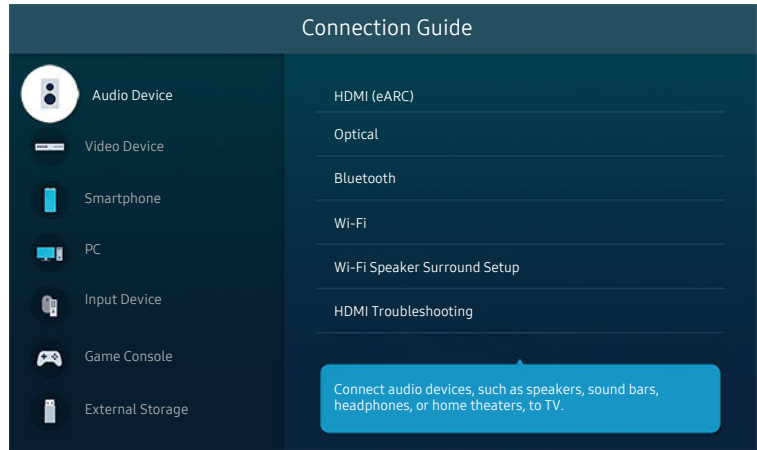 Connection Guide
Audio Device
Video Device
Smartphone
PC
Input Device
Game Console
External Storage
HDMI (eARC)
Optical
Bluetooth
Wi-Fi
Wi-Fi Speaker Surround Setup
HDMI Troubleshooting
Connect audio devices, such as speakers, sound bars,
headphones, or home theaters, to TV.